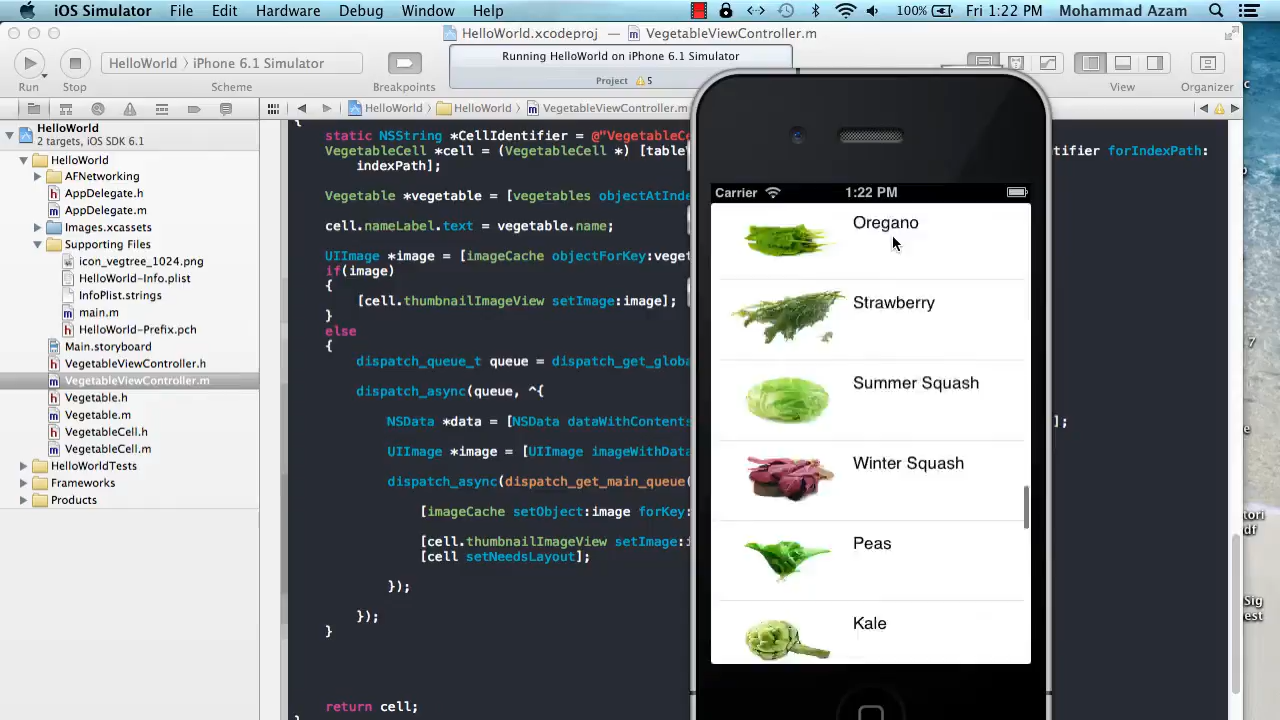 iOS Simulator File Edit Hardware Debug Window Help 100% Fri 1:22 PM Mohammad Azam
HelloWorld.xcodeproj — VegetableViewController.m
HelloWorld iPhone 6.1 Simulator
Running HelloWorld on iPhone 6.1 Simulator
Project 5
Run Stop Scheme Breakpoints View Organizer
HelloWorld HelloWorld VegetableViewController.m
HelloWorld
2 targets, iOS SDK 6.1
HelloWorld
AFNetworking
AppDelegate.h
AppDelegate.m
Images.xcassets
Supporting Files
icon_vegtree_1024.png
HelloWorld-Info.plist
InfoPlist.strings
main.m
HelloWorld-Prefix.pch
Main.storyboard
VegetableViewController.h
VegetableViewController.m
Vegetable.h
Vegetable.m
VegetableCell.h
VegetableCell.m
HelloWorldTests
Frameworks
Products
{
static NSString *CellIdentifier = @"VegetableCe
VegetableCell *cell = (VegetableCell *) [table tifier forIndexPath:
indexPath];
Vegetable *vegetable = [vegetables objectAtInde
cell.nameLabel.text = vegetable.name;
UIImage *image = [imageCache objectForKey:veget
if(image)
{
[cell.thumbnailImageView setImage:image];
}
else
{
dispatch_queue_t queue = dispatch_get_globa
dispatch_async(queue, ^{
NSData *data = [NSData dataWithContents ];
UIImage *image = [UIImage imageWithData
dispatch_async(dispatch_get_main_queue(
[imageCache setObject:image forKey:
[cell.thumbnailImageView setImage:i
[cell setNeedsLayout];
});
});
}
return cell;
Carrier 1:22 PM
Oregano
Strawberry
Summer Squash
Winter Squash
Peas
Kale